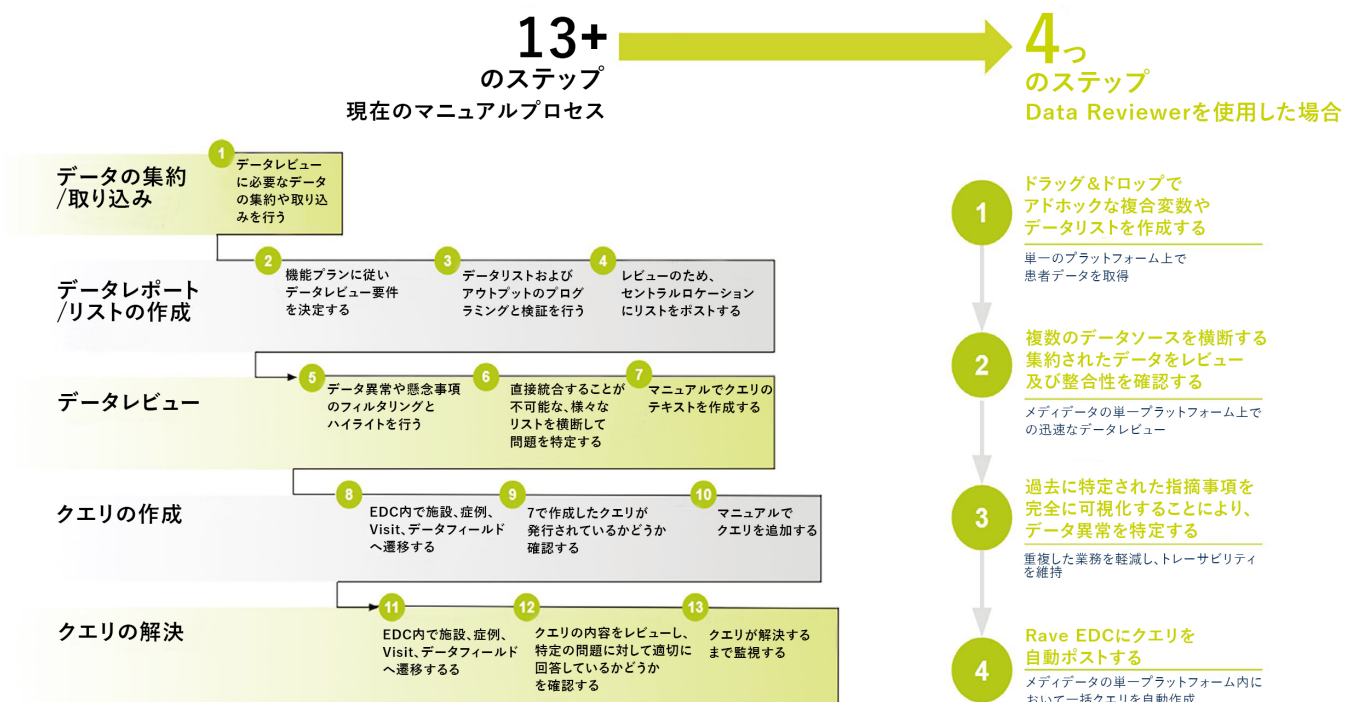 13+
のステップ
現在のマニュアルプロセス
4つ
のステップ
Data Reviewerを使用した場合
データの集約
/取り込み
1
データレビュー
に必要なデータ
の集約や取り込
みを行う
データレポート
/リストの作成
2
機能プランに従い
データレビュー要件
を決定する
3
データリストおよび
アウトプットのプログ
ラミングと検証を行う
4
レビューのため、
セントラルロケーション
にリストをポストする
データレビュー
5
データ異常や懸念事項
のフィルタリングと
ハイライトを行う
6
直接統合することが
不可能な、様々な
リストを横断して
問題を特定する
7
マニュアルでクエリの
テキストを作成する
クエリの作成
8
EDC内で施設、症例、
Visit、データフィールド
へ遷移する
9
7で作成したクエリが
発行されているかどうか
確認する
10
マニュアルで
クエリを追加する
クエリの解決
11
EDC内で施設、症例、
Visit、データフィールド
へ遷移するる
12
クエリの内容をレビューし、
特定の問題に対して適切に
回答しているかどうか
を確認する
13
クエリが解決する
まで監視する
1
ドラッグ&ドロップで
アドホックな複合変数や
データリストを作成する
単一のプラットフォーム上で
患者データを取得
2
複数のデータソースを横断する
集約されたデータをレビュー
及び整合性を確認する
メディデータの単一プラットフォーム上で
の迅速なデータレビュー
3
過去に特定された指摘事項を
完全に可視化することにより、
データ異常を特定する
重複した業務を軽減し、トレーサビリティ
を維持
4
Rave EDCにクエリを
自動ポストする
メディデータの単一プラットフォーム内に
おいて一括クエリを自動作成